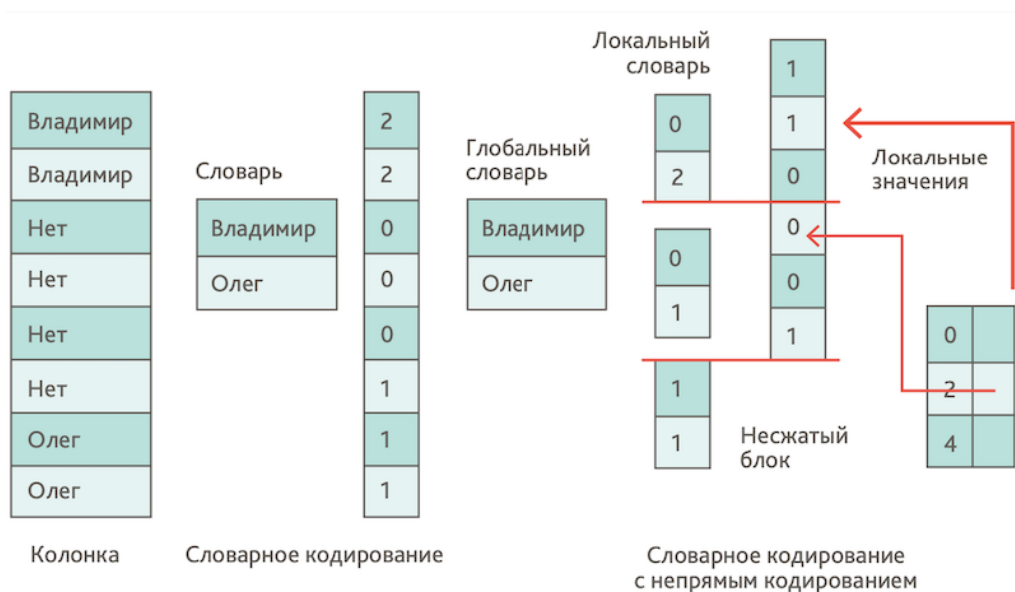 Владимир
Владимир
Нет
Нет
Нет
Нет
Олег
Олег
Колонка
Словарь
Владимир
Олег
2
2
0
0
0
1
1
1
Словарное кодирование
Глобальный
словарь
Владимир
Олег
Локальный
словарь
0
2
0
1
1
1
1
1
0
0
0
1
Локальные
значения
Несжатый
блок
0
2
4
Словарное кодирование
с непрямым кодированием